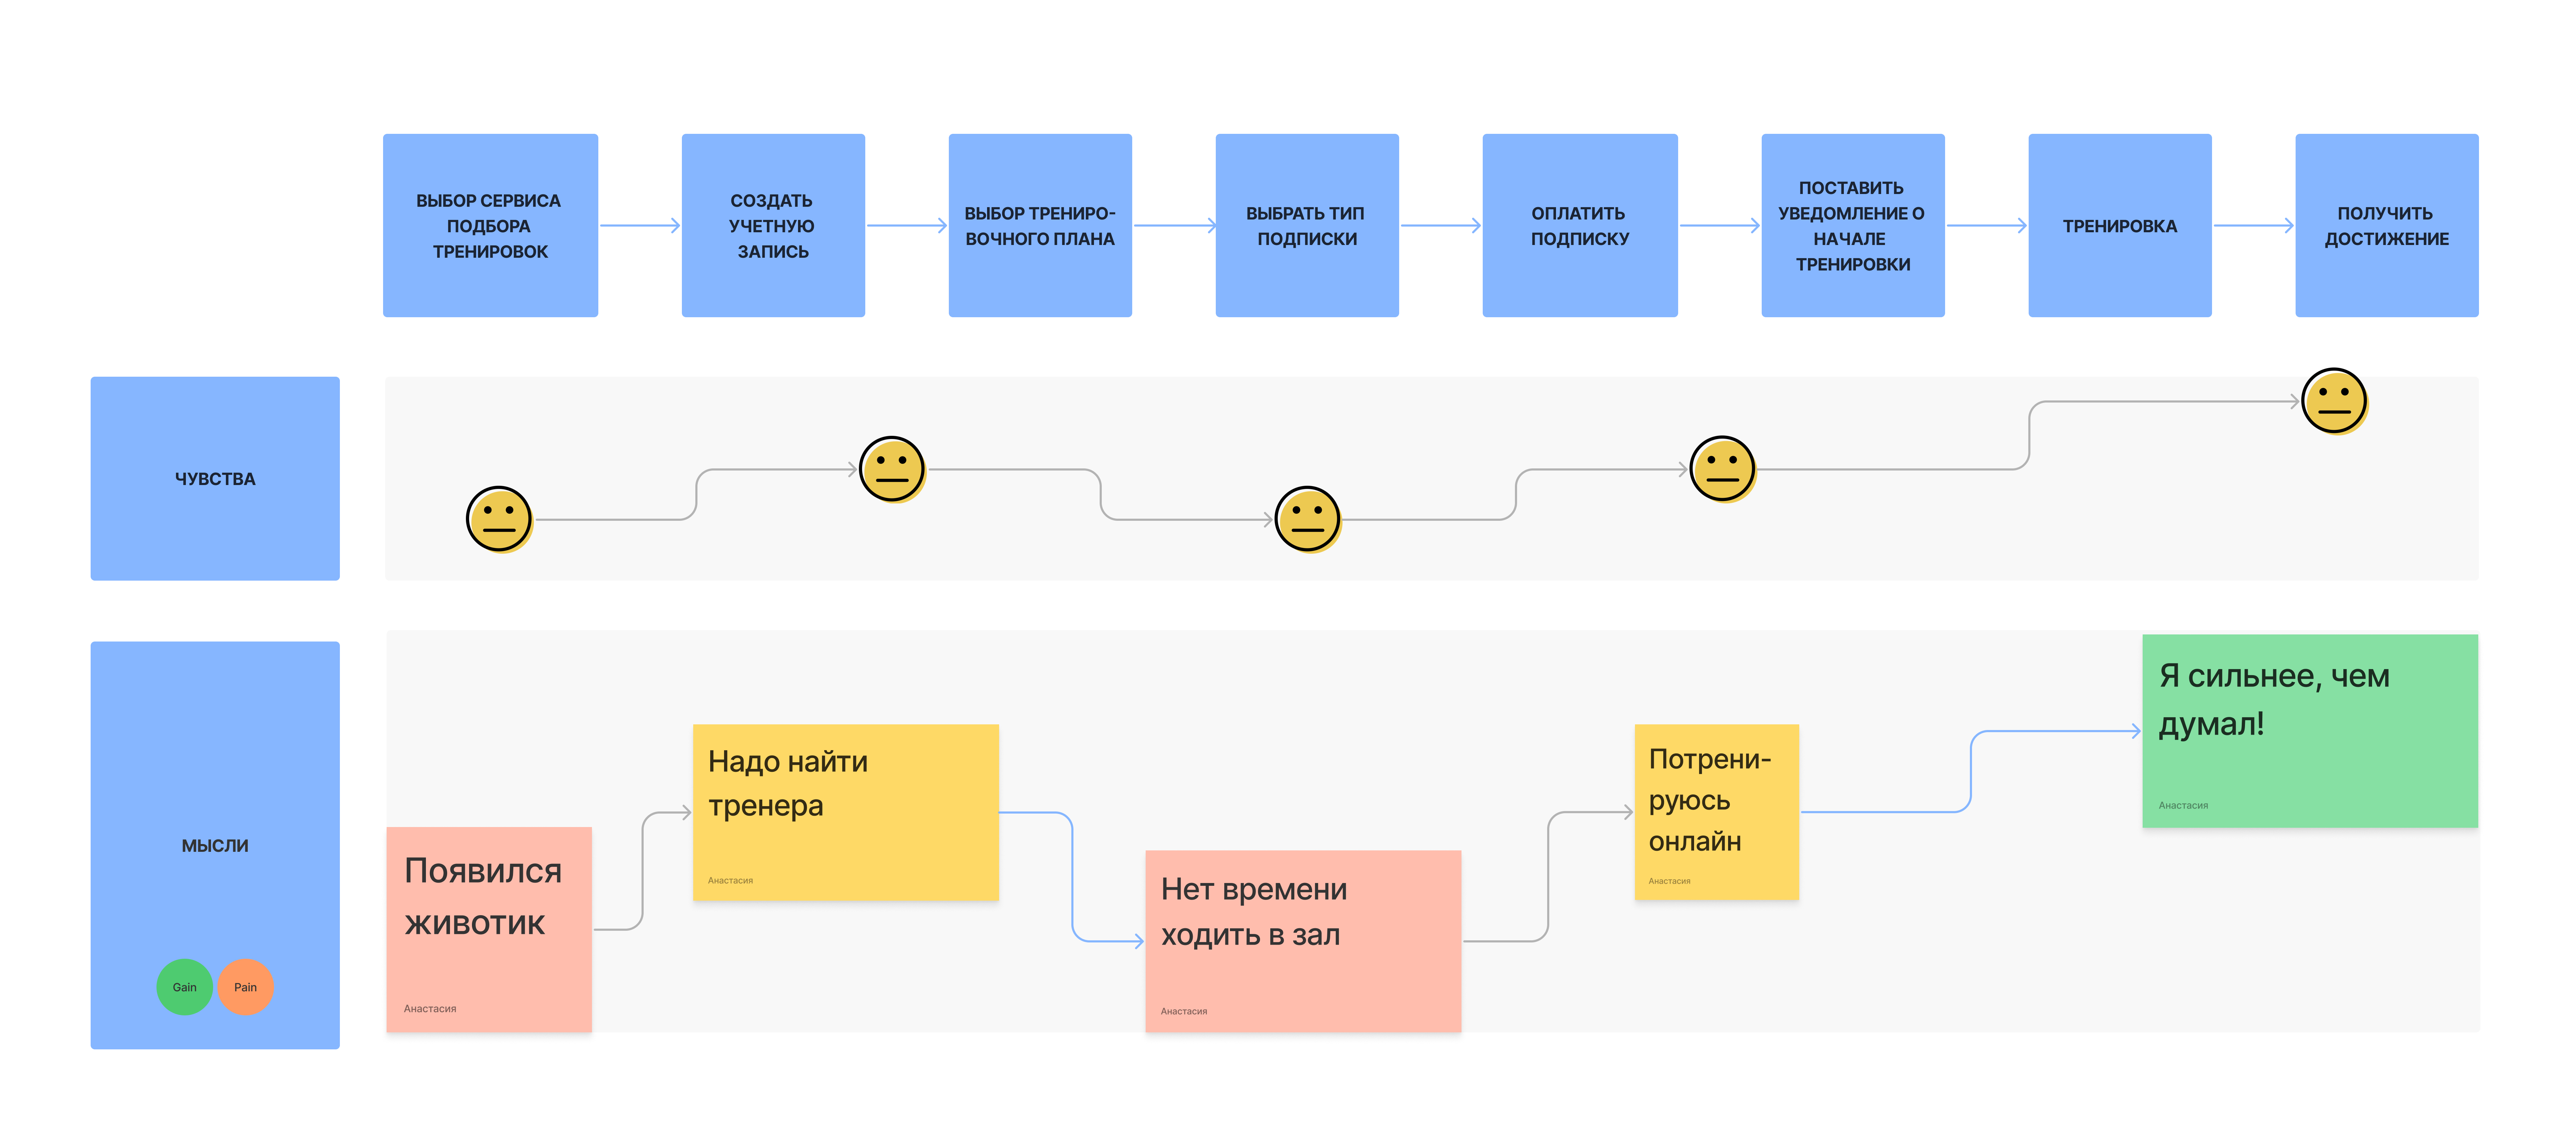 ВЫБОР СЕРВИСА
ПОДБОРА
ТРЕНИРОВОК
СОЗДАТЬ
УЧЕТНУЮ
ЗАПИСЬ
ВЫБОР ТРЕНИРО-
ВОЧНОГО ПЛАНА
ВЫБРАТЬ ТИП
ПОДПИСКИ
ОПЛАТИТЬ
ПОДПИСКУ
ПОСТАВИТЬ
УВЕДОМЛЕНИЕ О
НАЧАЛЕ
ТРЕНИРОВКИ
ТРЕНИРОВКА
ПОЛУЧИТЬ
ДОСТИЖЕНИЕ
ЧУВСТВА
МЫСЛИ
Gain
Pain
Появился
животик
Анастасия
Надо найти
тренера
Анастасия
Нет времени
ходить в зал
Анастасия
Потрени-
руюсь
онлайн
Анастасия
Я сильнее, чем
думал!
Анастасия